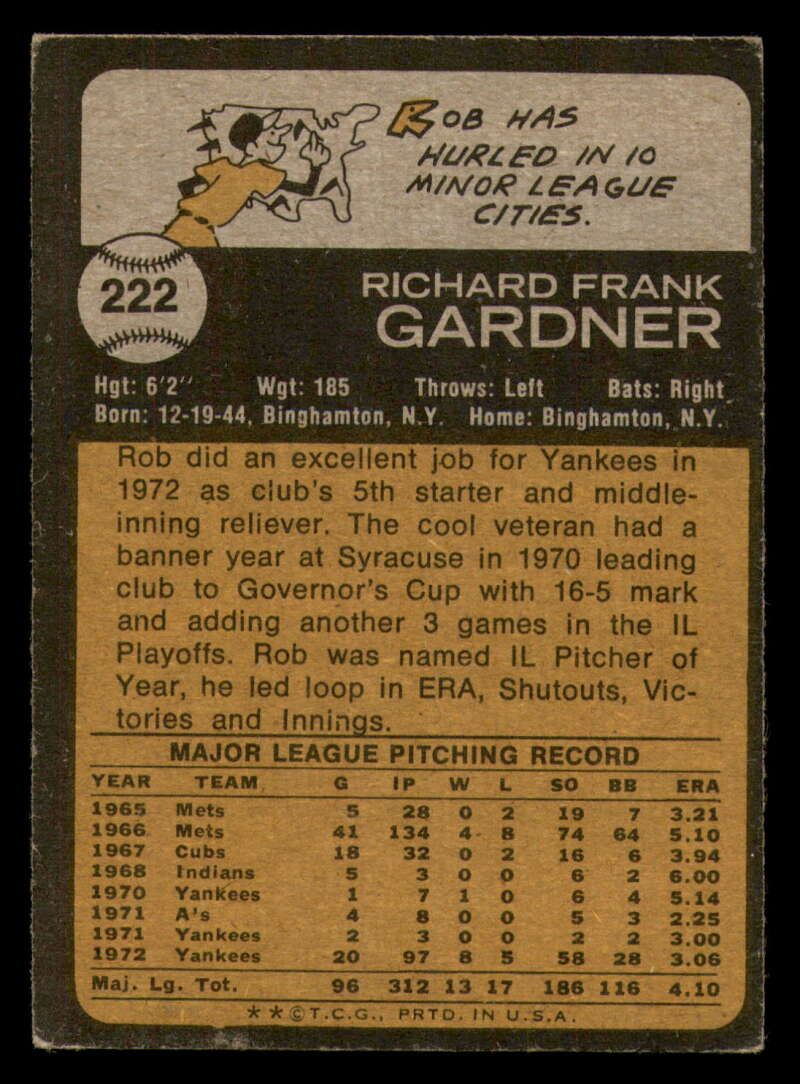 ROB HAS
HURLED IN 10
MINOR LEAGUE
CITIES.
222
RICHARD FRANK
GARDNER
Hgt: 6'2" Wgt: 185 Throws: Left Bats: Right
Born: 12-19-44, Binghamton, N.Y. Home: Binghamton, N.Y.
Rob did an excellent job for Yankees in
1972 as club's 5th starter and middle-
inning reliever. The cool veteran had a
banner year at Syracuse in 1970 leading
club to Governor's Cup with 16-5 mark
and adding another 3 games in the IL
Playoffs. Rob was named IL Pitcher of
Year, he led loop in ERA, Shutouts, Vic-
tories and Innings.
MAJOR LEAGUE PITCHING RECORD
YEAR TEAM G IP W L SO BB ERA
1965 Mets 5 28 0 2 19 7 3.21
1966 Mets 41 134 4 8 74 64 5.10
1967 Cubs 18 32 0 2 16 6 3.94
1968 Indians 5 3 0 0 6 2 6.00
1970 Yankees 1 7 1 0 6 4 5.14
1971 A's 4 8 0 0 5 3 2.25
1971 Yankees 2 3 0 0 2 2 3.00
1972 Yankees 20 97 8 5 58 28 3.06
Maj. Lg. Tot. 96 312 13 17 186 116 4.10
**©T.C.G., PRTD. IN U.S.A.